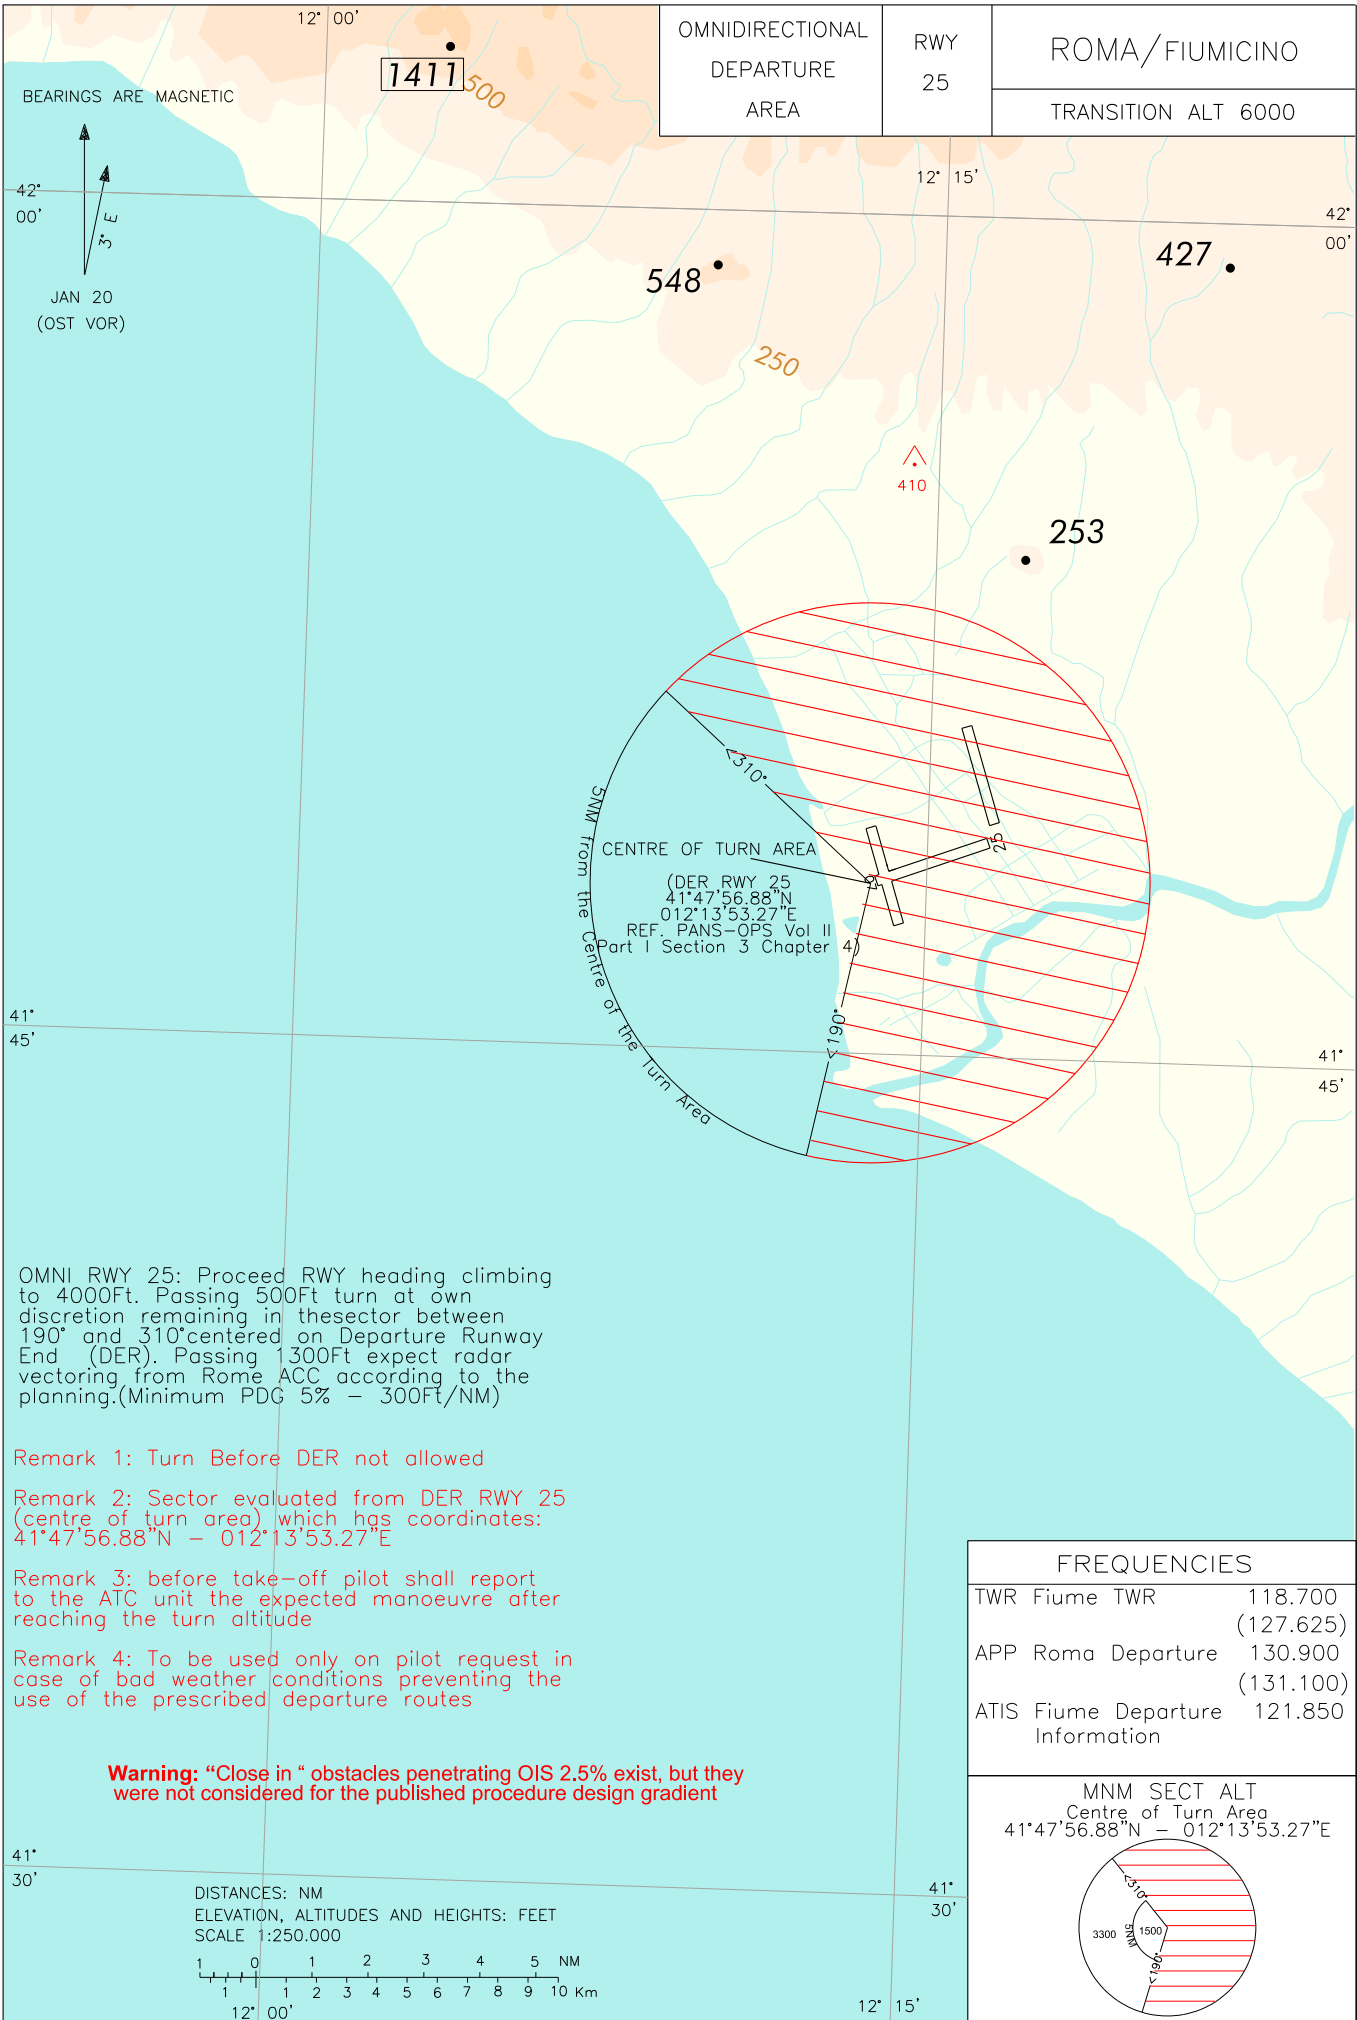 12° 00'
OMNIDIRECTIONAL
DEPARTURE
AREA
RWY
25
ROMA/FIUMICINO
TRANSITION ALT 6000
1411
500
BEARINGS ARE MAGNETIC
3° E
JAN 20
(OST VOR)
42°
00'
12° 15'
42°
00'
548
427
250
410
253
<310°
25
CENTRE OF TURN AREA
(DER RWY 25
41°47'56.88"N
012°13'53.27"E
REF. PANS-OPS Vol II
Part I Section 3 Chapter 4)
5NM from the Centre of the Turn Area
<190°
41°
45'
41°
45'
OMNI RWY 25: Proceed RWY heading climbing
to 4000Ft. Passing 500Ft turn at own
discretion remaining in thesector between
190° and 310°centered on Departure Runway
End (DER). Passing 1300Ft expect radar
vectoring from Rome ACC according to the
planning.(Minimum PDG 5% - 300Ft/NM)
Remark 1: Turn Before DER not allowed
Remark 2: Sector evaluated from DER RWY 25
(centre of turn area) which has coordinates:
41°47'56.88"N - 012°13'53.27"E
Remark 3: before take-off pilot shall report
to the ATC unit the expected manoeuvre after
reaching the turn altitude
Remark 4: To be used only on pilot request in
case of bad weather conditions preventing the
use of the prescribed departure routes
Warning: "Close in " obstacles penetrating OIS 2.5% exist, but they
were not considered for the published procedure design gradient
FREQUENCIES
TWR Fiume TWR 118.700
(127.625)
APP Roma Departure 130.900
(131.100)
ATIS Fiume Departure 121.850
Information
MNM SECT ALT
Centre of Turn Area
41°47'56.88"N - 012°13'53.27"E
<310°
3300
5NM
1500
<190°
41°
30'
41°
30'
DISTANCES: NM
ELEVATION, ALTITUDES AND HEIGHTS: FEET
SCALE 1:250.000
1 0 1 2 3 4 5 NM
1 1 2 3 4 5 6 7 8 9 10 Km
12° 00'
12° 15'